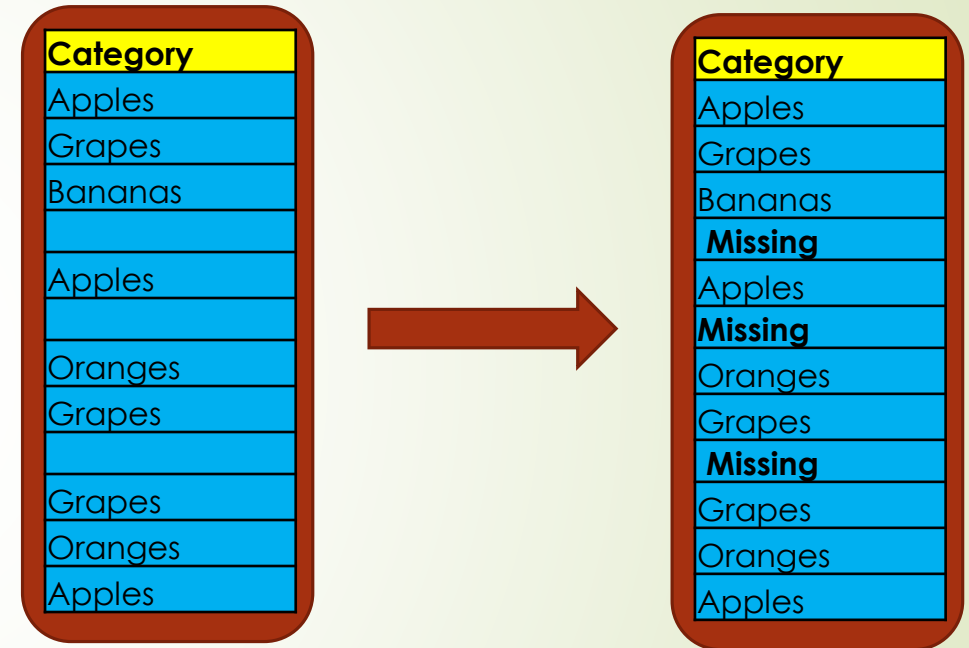 Category
Apples
Grapes
Bananas
Apples
Oranges
Grapes
Grapes
Oranges
Apples
Category
Apples
Grapes
Bananas
Missing
Apples
Missing
Oranges
Grapes
Missing
Grapes
Oranges
Apples